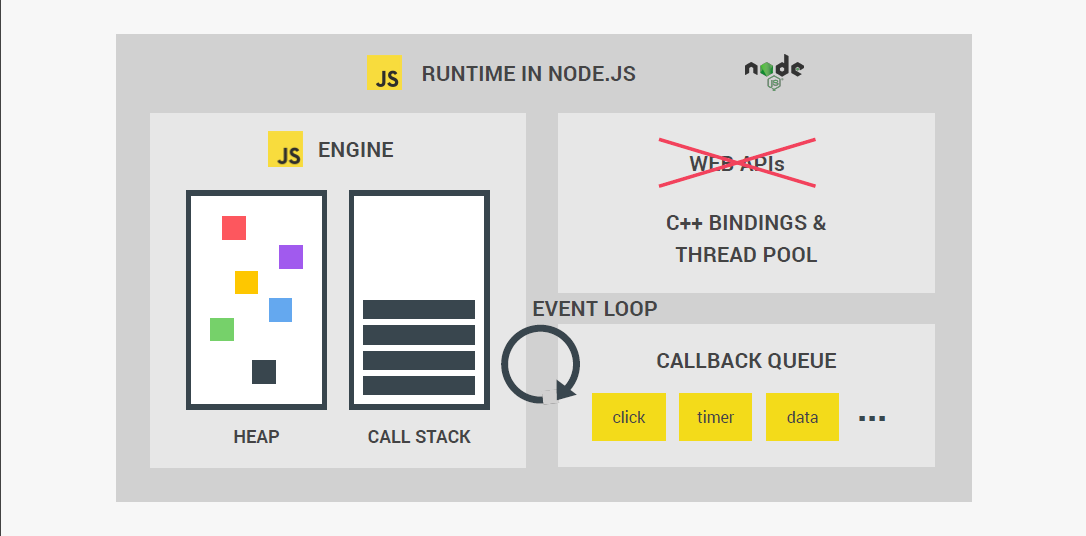 JS
RUNTIME IN NODE.JS
node
JS
JS
ENGINE
HEAP
CALL STACK
WEB APIs
C++ BINDINGS &
THREAD POOL
EVENT LOOP
CALLBACK QUEUE
click
timer
data
...